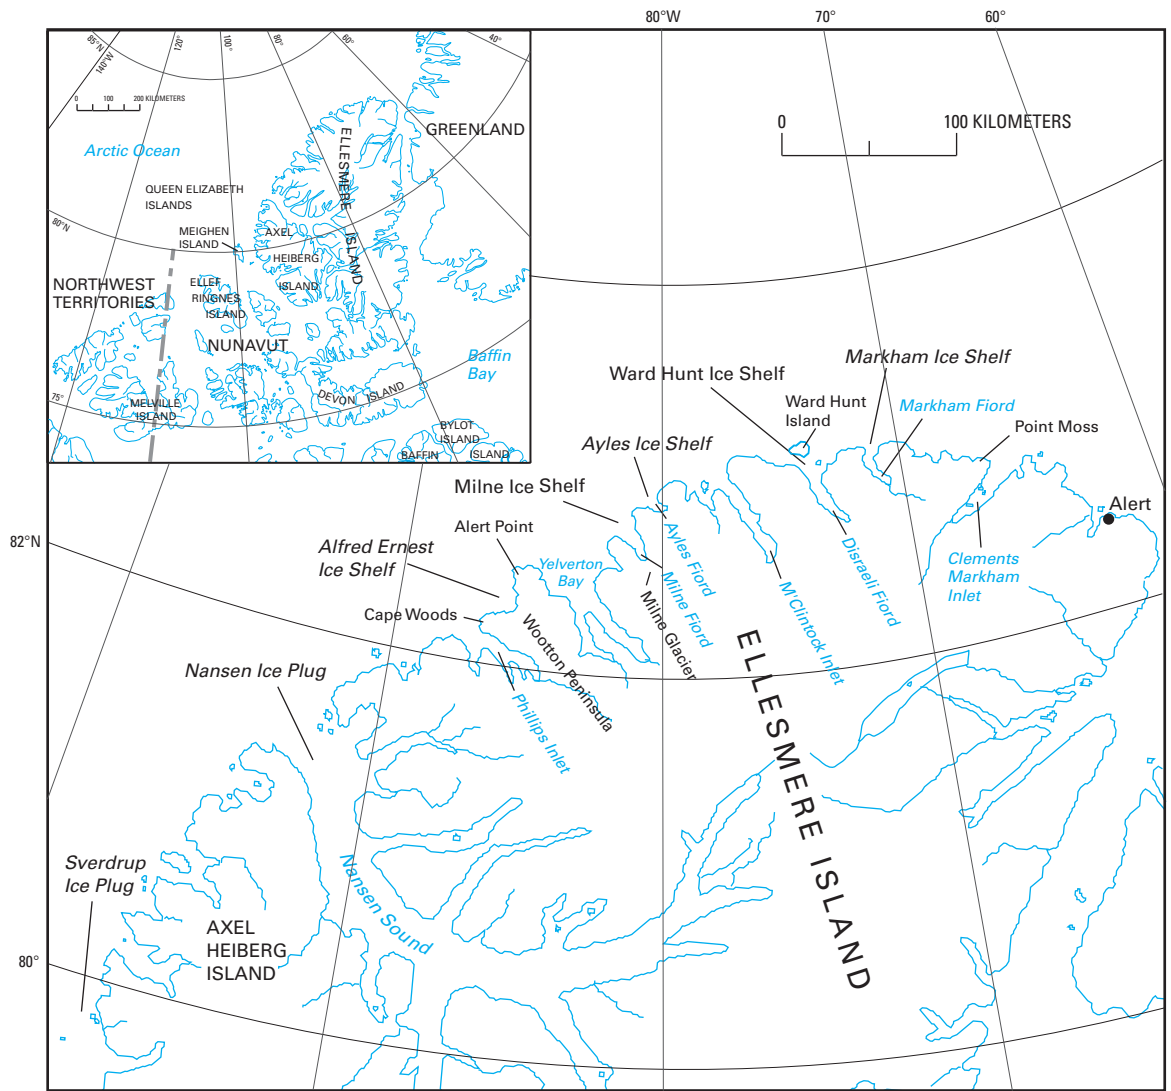 80°W
70°
60°
85°N
140°W
120°
100°
80°
60°
40°
0 100 200 KILOMETERS
GREENLAND
Arctic Ocean
ELLESMERE ISLAND
QUEEN ELIZABETH
ISLANDS
80°N
MEIGHEN
ISLAND
AXEL
HEIBERG
ISLAND
NORTHWEST
TERRITORIES
ELLEF
RINGNES
ISLAND
NUNAVUT
Baffin
Bay
75°
MELVILLE
ISLAND
DEVON ISLAND
BYLOT
ISLAND
BAFFIN ISLAND
0 100 KILOMETERS
Markham Ice Shelf
Ward Hunt Ice Shelf
Ward Hunt
Island
Markham Fiord
Point Moss
Ayles Ice Shelf
Milne Ice Shelf
Alert
Alert Point
82°N
Alfred Ernest
Ice Shelf
Yelverton
Bay
Ayles Fiord
Milne Fiord
Milne Glacier
M'Clintock Inlet
Disraeli Fiord
Clements
Markham
Inlet
Cape Woods
Wootton Peninsula
Phillips Inlet
Nansen Ice Plug
ELLESMERE ISLAND
Sverdrup
Ice Plug
Nansen Sound
AXEL
HEIBERG
ISLAND
80°